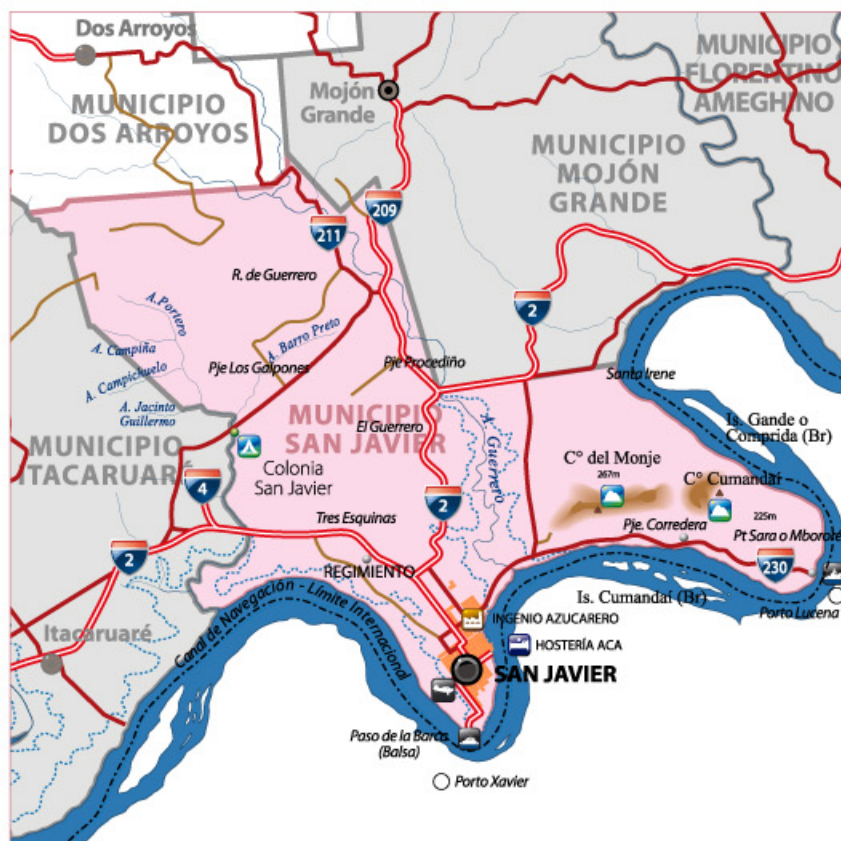 Dos Arroyos
MUNICIPIO
DOS ARROYOS
Mojón
Grande
MUNICIPIO
FLORENTINO
AMEGHINO
MUNICIPIO
MOJÓN
GRANDE
209
211
R. de Guerrero
2
A. Portero
A. Campiña
A. Barro Preto
Pje Los Galpones
Pje Procediño
A. Campichuelo
Santa Irene
A. Jacinto
Guillermo
MUNICIPIO
SAN JAVIER
El Guerrero
A. Guerrero
Is. Gande o
Comprida (Br)
MUNICIPIO
ITACARUARÉ
Colonia
San Javier
C° del Monje
267m
C° Cumandaí
225m
4
2
Tres Esquinas
Pje. Corredera
Pt Sara o Mbororé
2
REGIMIENTO
230
Is. Cumandaí (Br)
Porto Lucena
Canal de Navegación - Límite Internacional
INGENIO AZUCARERO
Itacaruaré
HOSTERÍA ACA
SAN JAVIER
Paso de la Barca
(Balsa)
Porto Xavier